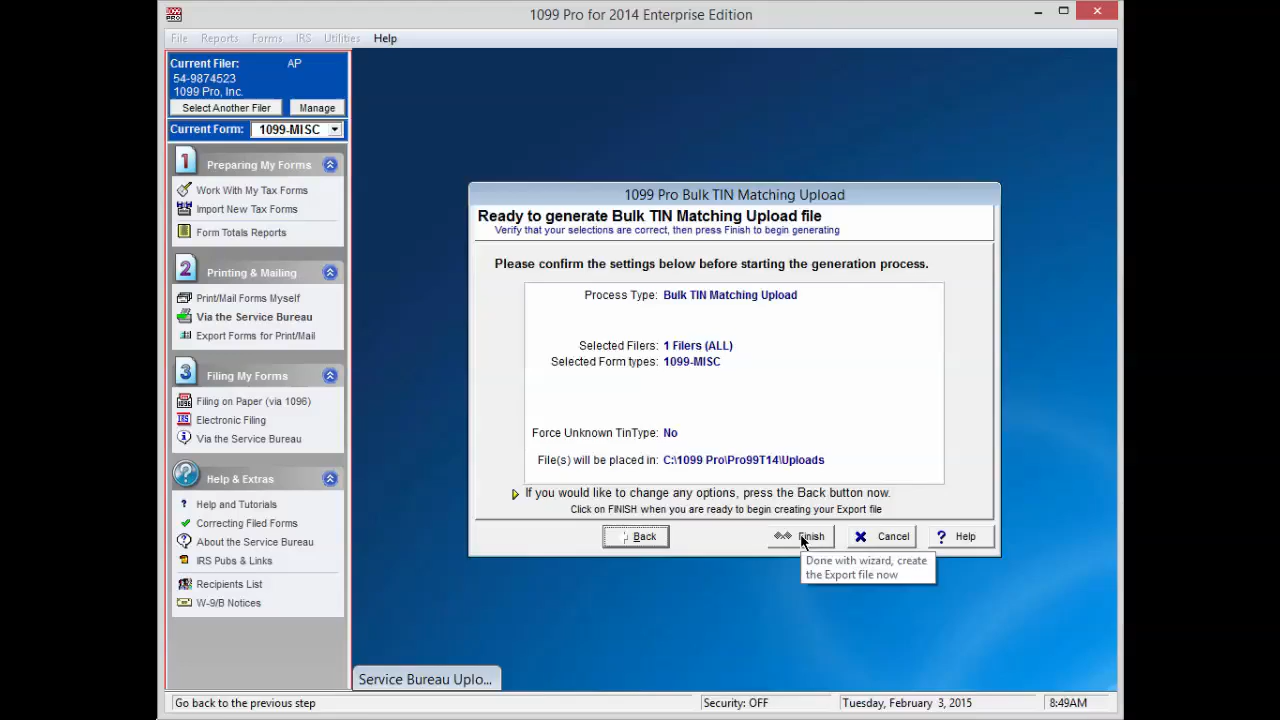 1099 Pro for 2014 Enterprise Edition
File Reports Forms IRS Utilities Help
Current Filer: AP
54-9874523
1099 Pro, Inc.
Select Another Filer Manage
Current Form: 1099-MISC
1 Preparing My Forms
Work With My Tax Forms
Import New Tax Forms
Form Totals Reports
2 Printing & Mailing
Print/Mail Forms Myself
Via the Service Bureau
Export Forms for Print/Mail
3 Filing My Forms
Filing on Paper (via 1096)
Electronic Filing
Via the Service Bureau
Help & Extras
Help and Tutorials
Correcting Filed Forms
About the Service Bureau
IRS Pubs & Links
Recipients List
W-9/B Notices
1099 Pro Bulk TIN Matching Upload
Ready to generate Bulk TIN Matching Upload file
Verify that your selections are correct, then press Finish to begin generating
Please confirm the settings below before starting the generation process.
Process Type: Bulk TIN Matching Upload
Selected Filers: 1 Filers (ALL)
Selected Form types: 1099-MISC
Force Unknown TinType: No
File(s) will be placed in: C:\1099 Pro\Pro99T14\Uploads
If you would like to change any options, press the Back button now.
Click on FINISH when you are ready to begin creating your Export file
Back Finish Cancel ? Help
Done with wizard, create
the Export file now
Service Bureau Uplo...
Go back to the previous step Security: OFF Tuesday, February 3, 2015 8:49AM